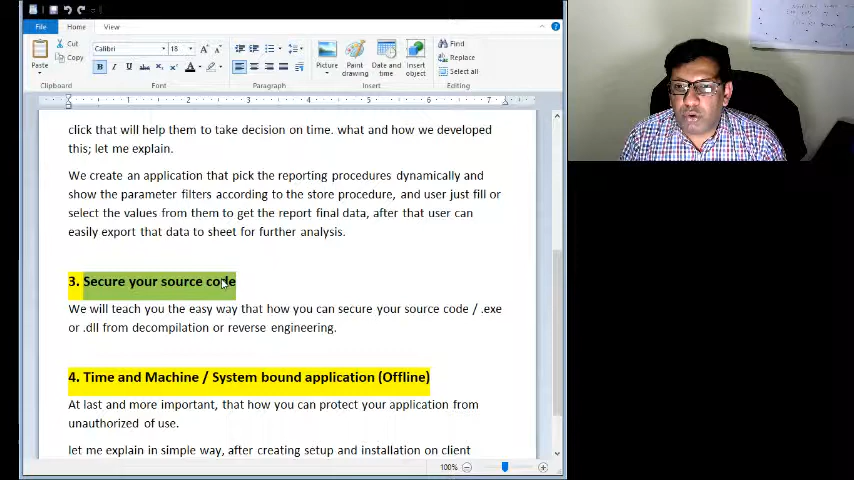 File
Home
View
Cut
Copy
Paste
Clipboard
Calibri
18
Font
Paragraph
Picture
Paint drawing
Date and time
Insert object
Insert
Find
Replace
Select all
Editing
1 2 3 4 5 6 7
click that will help them to take decision on time. what and how we developed
this; let me explain.
We create an application that pick the reporting procedures dynamically and
show the parameter filters according to the store procedure, and user just fill or
select the values from them to get the report final data, after that user can
easily export that data to sheet for further analysis.
3. Secure your source code
We will teach you the easy way that how you can secure your source code / .exe
or .dll from decompilation or reverse engineering.
4. Time and Machine / System bound application (Offline)
At last and more important, that how you can protect your application from
unauthorized of use.
let me explain in simple way, after creating setup and installation on client
100%